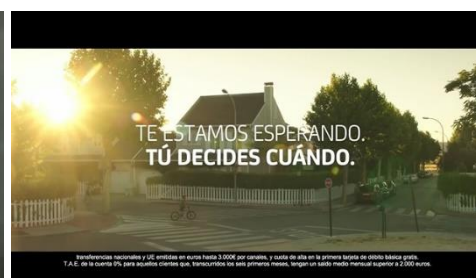 TE ESTAMOS ESPERANDO.
TÚ DECIDES CUÁNDO.
transferencias nacionales y UE emitidas en euros hasta 3.000€ por canales, y cuota de alta en la primera tarjeta de débito básica gratis.
T.A.E. de la cuenta 0% para aquellos clientes que, transcurridos los seis primeros meses, tengan un saldo medio mensual superior a 2.000 euros.